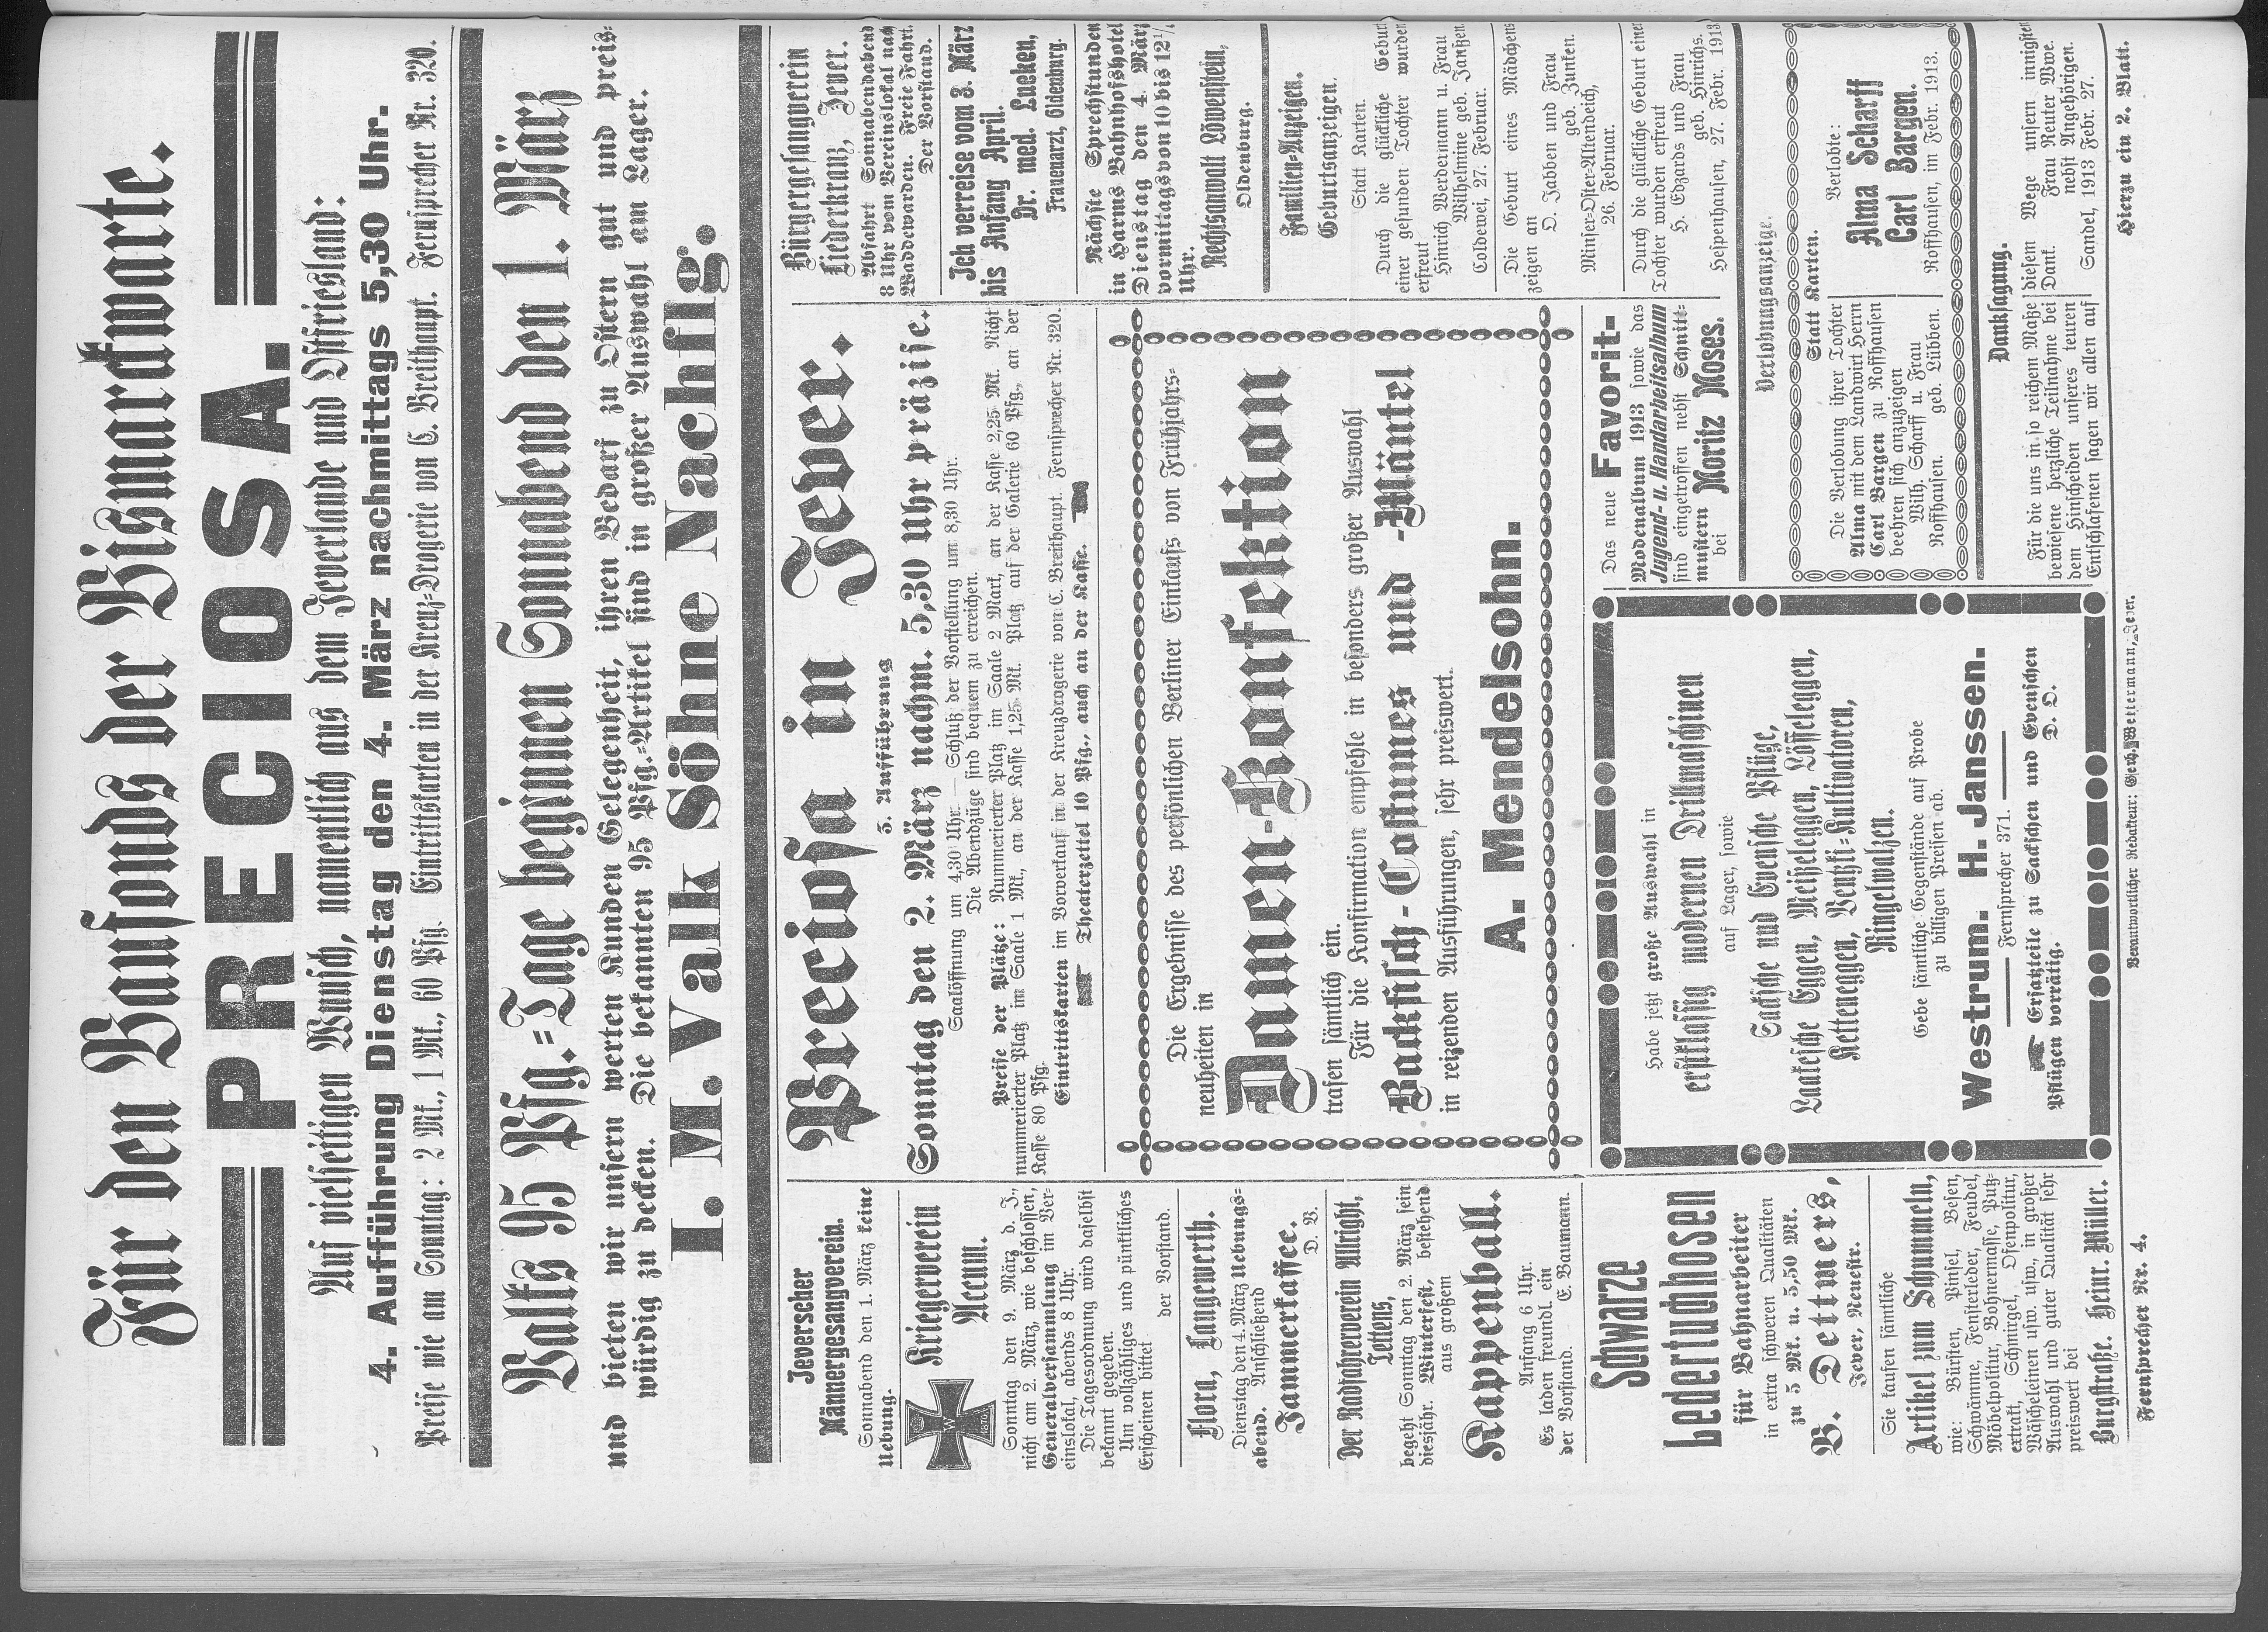 Für den Baufonds der Bismarckwarte.
PRECIOSA.
Auf vielseitigen Wunsch, namentlich aus dem Jeverlande und Ostfriesland:
4. Aufführung Dienstag den 4. März nachmittags 5,30 Uhr.
Preise wie am Sonntag: 2 Mk., 1 Mk., 60 Pfg. Eintrittskarten in der Kreuz-Drogerie von C. Breithaupt. Fernsprecher Nr. 320.
Valks 95 Pfg.-Tage beginnen Sonnabend den 1. März
und bieten wir unsern werten Kunden Gelegenheit, ihren Bedarf zu Ostern gut und preis-
würdig zu decken. Die bekannten 95 Pfg.-Artikel sind in großer Auswahl am Lager.
I. M. Valk Söhne Nachflg.
Jeverscher
Männergesangverein.
Sonnabend den 1. März keine
Uebung.
Kriegerverein
Accum.
Sonntag den 9. März d. J.,
nicht am 2. März, wie beschlossen,
Generalversammlung im Ver-
einslokal, abends 8 Uhr.
Die Tagesordnung wird daselbst
bekannt gegeben.
Um vollzähliges und pünktliches
Erscheinen bittet
der Vorstand.
Flora, Langewerth.
Dienstag den 4. März Uebungs-
abend. Anschließend
Jammerkaffee.
D. V.
Der Radfahrerverein Allright,
Tettens,
begeht Sonntag den 2. März sein
diesjähr. Winterfest, bestehend
aus großem
Kappenball.
Anfang 6 Uhr.
Es laden freundl. ein
der Vorstand. E. Baumann.
Schwarze
Ledertuchhosen
für Bahnarbeiter
in extra schweren Qualitäten
zu 5 Mk. u. 5,50 Mk.
B. Dettmers,
Jever, Neuestr.
Sie kaufen sämtliche
Artikel zum Schummeln,
wie: Bürsten, Pinsel, Besen,
Schwämme, Fensterleder, Feudel,
Möbelpolitur, Bohnermasse, Putz-
extrakt, Schmirgel, Ofenpolitur,
Wäscheleinen usw. usw., in großer
Auswahl und guter Qualität sehr
preiswert bei
Burgstraße. Heinr. Müller.
Fernsprecher Nr. 4.
Preciosa in Jever.
3. Aufführung
Sonntag den 2. März nachm. 5,30 Uhr präzise.
Saalöffnung um 4,30 Uhr. — Schluß der Vorstellung um 8,30 Uhr.
Die Abendzüge sind bequem zu erreichen.
Preise der Plätze: Nummerierter Platz im Saale 2 Mark, an der Kasse 2,25 Mk. Nicht
nummerierter Platz im Saale 1 Mk., an der Kasse 1,25 Mk. Platz auf der Galerie 60 Pfg., an der
Kasse 80 Pfg.
Eintrittskarten im Vorverkauf in der Kreuzdrogerie von C. Breithaupt. Fernsprecher Nr. 320.
Theaterzettel 10 Pfg., auch an der Kasse.
Die Ergebnisse des persönlichen Berliner Einkaufs von Frühjahrs-
neuheiten in
Damen-Konfektion
trafen sämtlich ein.
Für die Konfirmation empfehle in besonders großer Auswahl
Backfisch-Costumes und -Mäntel
in reizenden Ausführungen, sehr preiswert.
A. Mendelsohn.
Habe jetzt große Auswahl in
erstklassig modernen Drillmaschinen
auf Lager, sowie
Sacksche und Evensche Pflüge,
Laakesche Eggen, Meißeleggen, Löffeleggen,
Ketteneggen, Bentzki-Kultivatoren,
Ringelwalzen.
Gebe sämtliche Gegenstände auf Probe
zu billigen Preisen ab.
Westrum. H. Janssen.
Fernsprecher 371.
Ersatzteile zu Sackschen und Evenschen
Pflügen vorrätig. D. O.
Verantwortlicher Redakteur: Gerh. Wettermann, Jever.
Bürgergesangverein
Liederkranz, Jever.
Abfahrt Sonnabendabend
8 Uhr vom Vereinslokal nach
Waddewarden. Freie Fahrt.
Der Vorstand.
Ich verreise vom 3. März
bis Anfang April.
Dr. med. Lueken,
Frauenarzt, Oldenburg.
Nächste Sprechstunden
in Harms Bahnhofshotel
Dienstag den 4. März
vormittags von 10 bis 12¼
Uhr.
Rechtsanwalt Löwenstein,
Oldenburg.
Familien-Anzeigen.
Geburtsanzeigen.
Statt Karten.
Durch die glückliche Geburt
einer gesunden Tochter wurden
erfreut
Hinrich Werdermann u. Frau
Wilhelmine geb. Janßen
Coldewei, 27. Februar.
Die Geburt eines Mädchens
zeigen an
O. Jabben und Frau
geb. Junken.
Minser-Oster-Altendeich,
26. Februar.
Durch die glückliche Geburt einer
Tochter wurden erfreut
H. Edzards und Frau
geb. Hinrichs.
Hespenhausen, 27. Febr. 1913
Das neue Favorit-
Modenalbum 1913 sowie das
Jugend- u. Handarbeitsalbum
sind eingetroffen nebst Schnitt-
mustern
bei Moritz Moses.
Verlobungsanzeige.
Statt Karten.
Die Verlobung ihrer Tochter
Alma mit dem Landwirt Herrn
Carl Bargen zu Roffhausen
beehren sich anzuzeigen
Wilh. Scharff u. Frau
geb. Lübben.
Roffhausen.
Verlobte:
Alma Scharff
Carl Bargen.
Roffhausen, im Febr. 1913.
Danksagung.
Für die uns in so reichem Maße
bewiesene herzliche Teilnahme bei
dem Hinscheiden unseres teuren
Entschlafenen sagen wir allen auf
diesem Wege unsern innigsten
Dank. Frau Reuter Wwe.
nebst Angehörigen.
Sandel, 1913 Febr. 27.
Hierzu ein 2. Blatt.